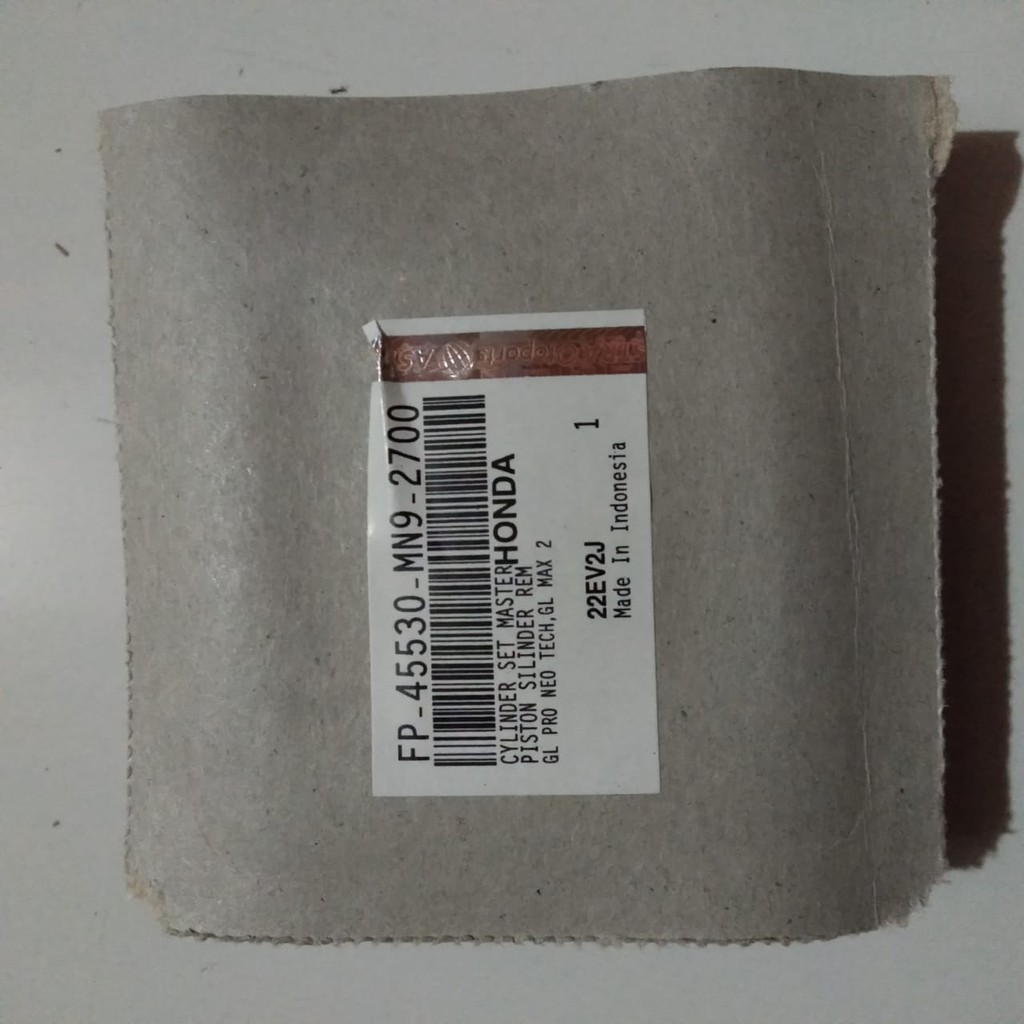 FP-45530-MN9-2700
CYLINDER SET MASTER HONDA
PISTON SILINDER REM
GL PRO NEO TECH,GL MAX 2
22EV2J 1
Made In Indonesia